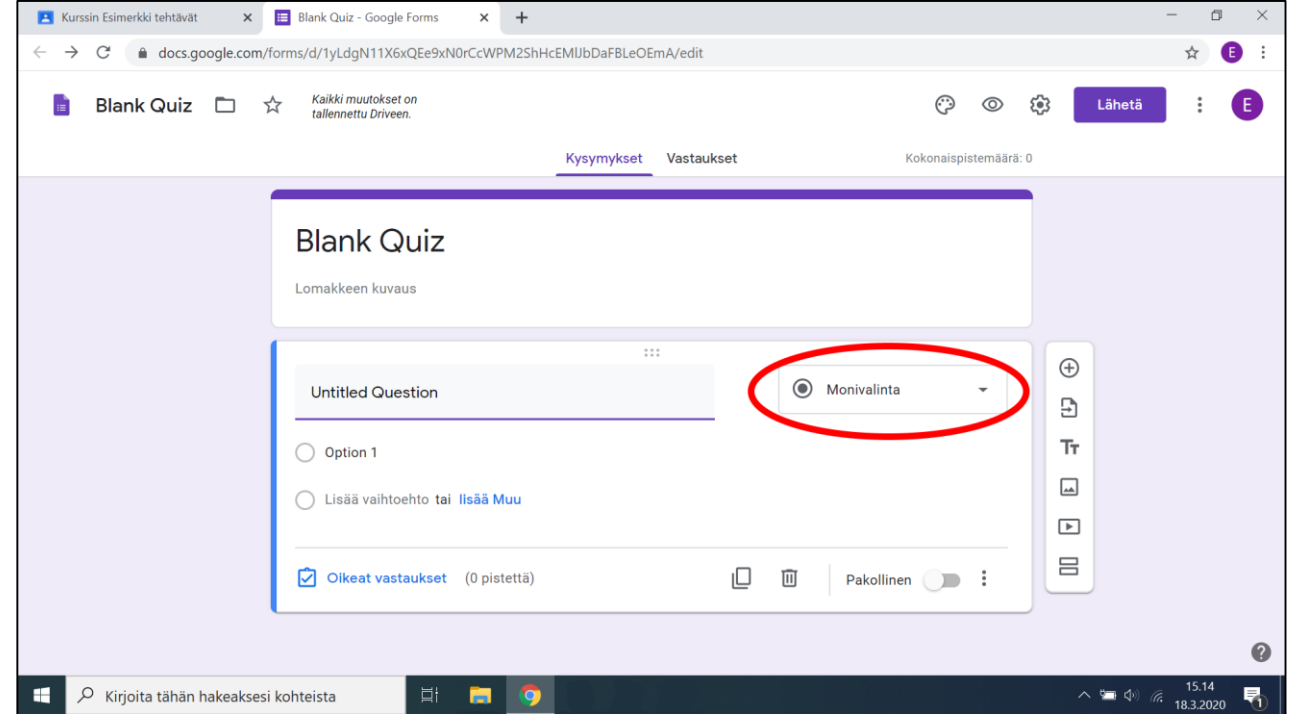 Kurssin Esimerkki tehtävät
Blank Quiz - Google Forms
docs.google.com/forms/d/1yLdgN11X6xQEe9xN0rCcWPM2ShHcEMlJbDaFBLeOEmA/edit
E
Blank Quiz
Kaikki muutokset on
tallennettu Driveen.
Lähetä
E
Kysymykset Vastaukset
Kokonaispistemäärä: 0
Blank Quiz
Lomakkeen kuvaus
Untitled Question
Monivalinta
Option 1
Lisää vaihtoehto tai lisää Muu
Oikeat vastaukset (0 pistettä)
Pakollinen
Kirjoita tähän hakeaksesi kohteista
15.14
18.3.2020
1